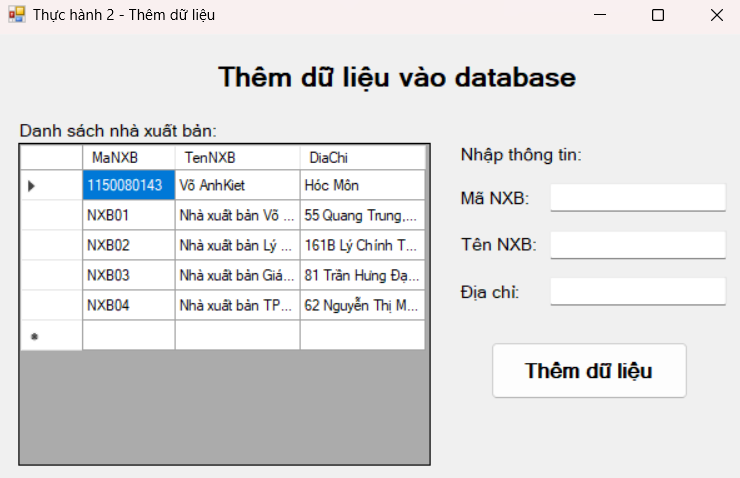 Thực hành 2 - Thêm dữ liệu
Thêm dữ liệu vào database
Danh sách nhà xuất bản:
MaNXB TenNXB DiaChi
1150080143 Võ AnhKiet Hóc Môn
NXB01 Nhà xuất bản Võ ... 55 Quang Trung,...
NXB02 Nhà xuất bản Lý ... 161B Lý Chính T...
NXB03 Nhà xuất bản Giá... 81 Trần Hưng Đạ...
NXB04 Nhà xuất bản TP... 62 Nguyễn Thị M...
Nhập thông tin:
Mã NXB:
Tên NXB:
Địa chỉ:
Thêm dữ liệu